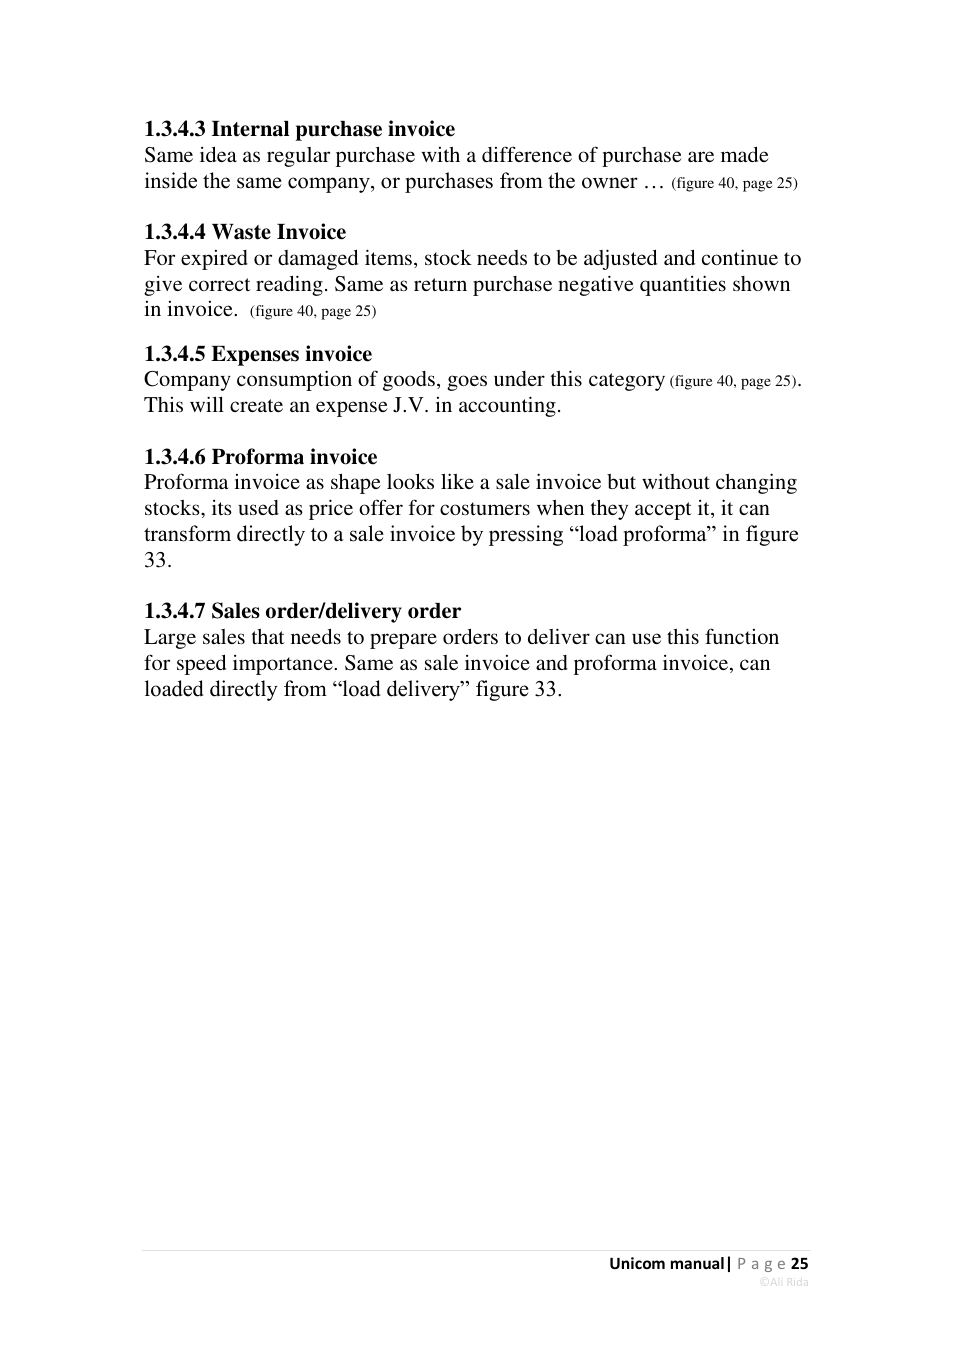 1.3.4.3 Internal purchase invoice
Same idea as regular purchase with a difference of purchase are made
inside the same company, or purchases from the owner … (figure 40, page 25)
1.3.4.4 Waste Invoice
For expired or damaged items, stock needs to be adjusted and continue to
give correct reading. Same as return purchase negative quantities shown
in invoice. (figure 40, page 25)
1.3.4.5 Expenses invoice
Company consumption of goods, goes under this category (figure 40, page 25).
This will create an expense J.V. in accounting.
1.3.4.6 Proforma invoice
Proforma invoice as shape looks like a sale invoice but without changing
stocks, its used as price offer for costumers when they accept it, it can
transform directly to a sale invoice by pressing “load proforma” in figure
33.
1.3.4.7 Sales order/delivery order
Large sales that needs to prepare orders to deliver can use this function
for speed importance. Same as sale invoice and proforma invoice, can
loaded directly from “load delivery” figure 33.
Unicom manual| P a g e 25
©Ali Rida